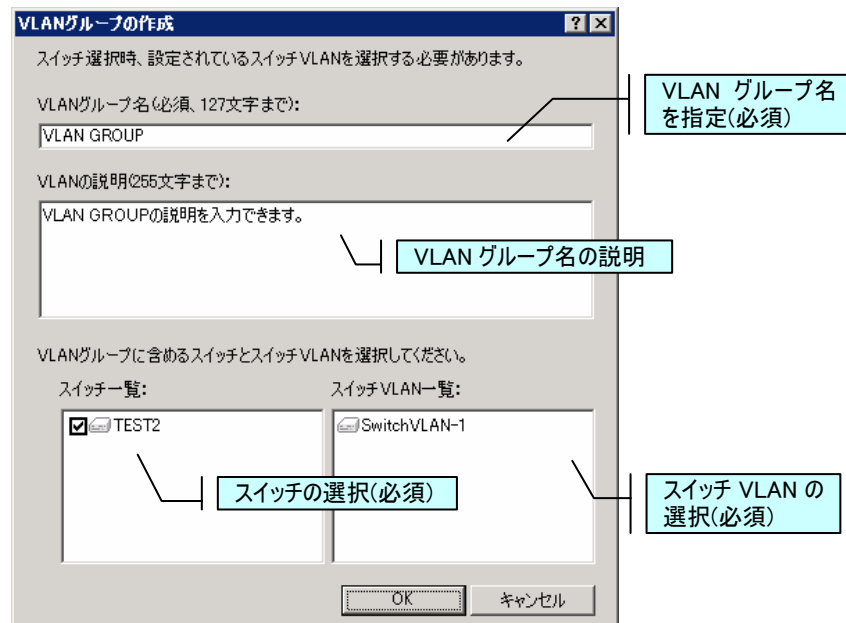 VLANグループの作成
スイッチ選択時、設定されているスイッチVLANを選択する必要があります。
VLANグループ名(必須、127文字まで):
VLAN GROUP
VLAN グループ名
を指定(必須)
VLANの説明(255文字まで):
VLAN GROUPの説明を入力できます。
VLAN グループ名の説明
VLANグループに含めるスイッチとスイッチVLANを選択してください。
スイッチ一覧:
スイッチVLAN一覧:
TEST2
SwitchVLAN-1
スイッチの選択(必須)
スイッチ VLAN の
選択(必須)
OK
キャンセル